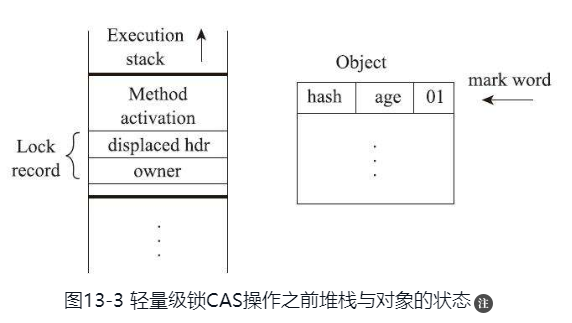 Execution
stack
Method
activation
Lock
record
displaced hdr
owner
Object
hash age 01
mark word
图13-3 轻量级锁CAS操作之前堆栈与对象的状态注